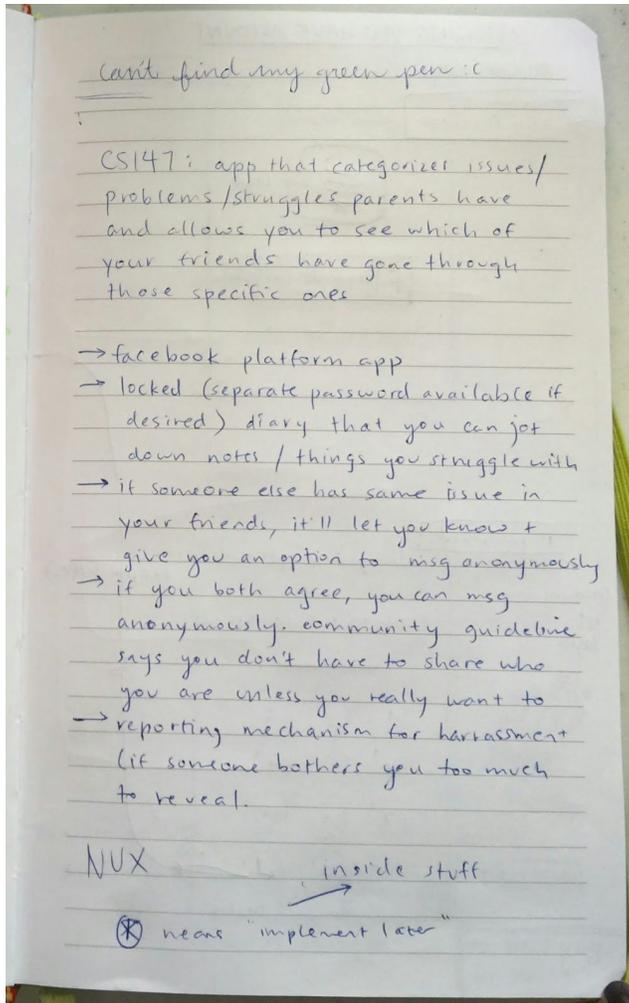 can't find my green pen :c
CS147: app that categorizes issues/
problems/struggles parents have
and allows you to see which of
your friends have gone through
those specific ones
→ facebook platform app
→ locked (separate password available if
desired) diary that you can jot
down notes / things you struggle with
→ if someone else has same issue in
your friends, it'll let you know +
give you an option to msg anonymously
→ if you both agree, you can msg
anonymously. community guideline
says you don't have to share who
you are unless you really want to
→ reporting mechanism for harrassment
(if someone bothers you too much
to reveal.
NUX
inside stuff
⊛ means "implement later"